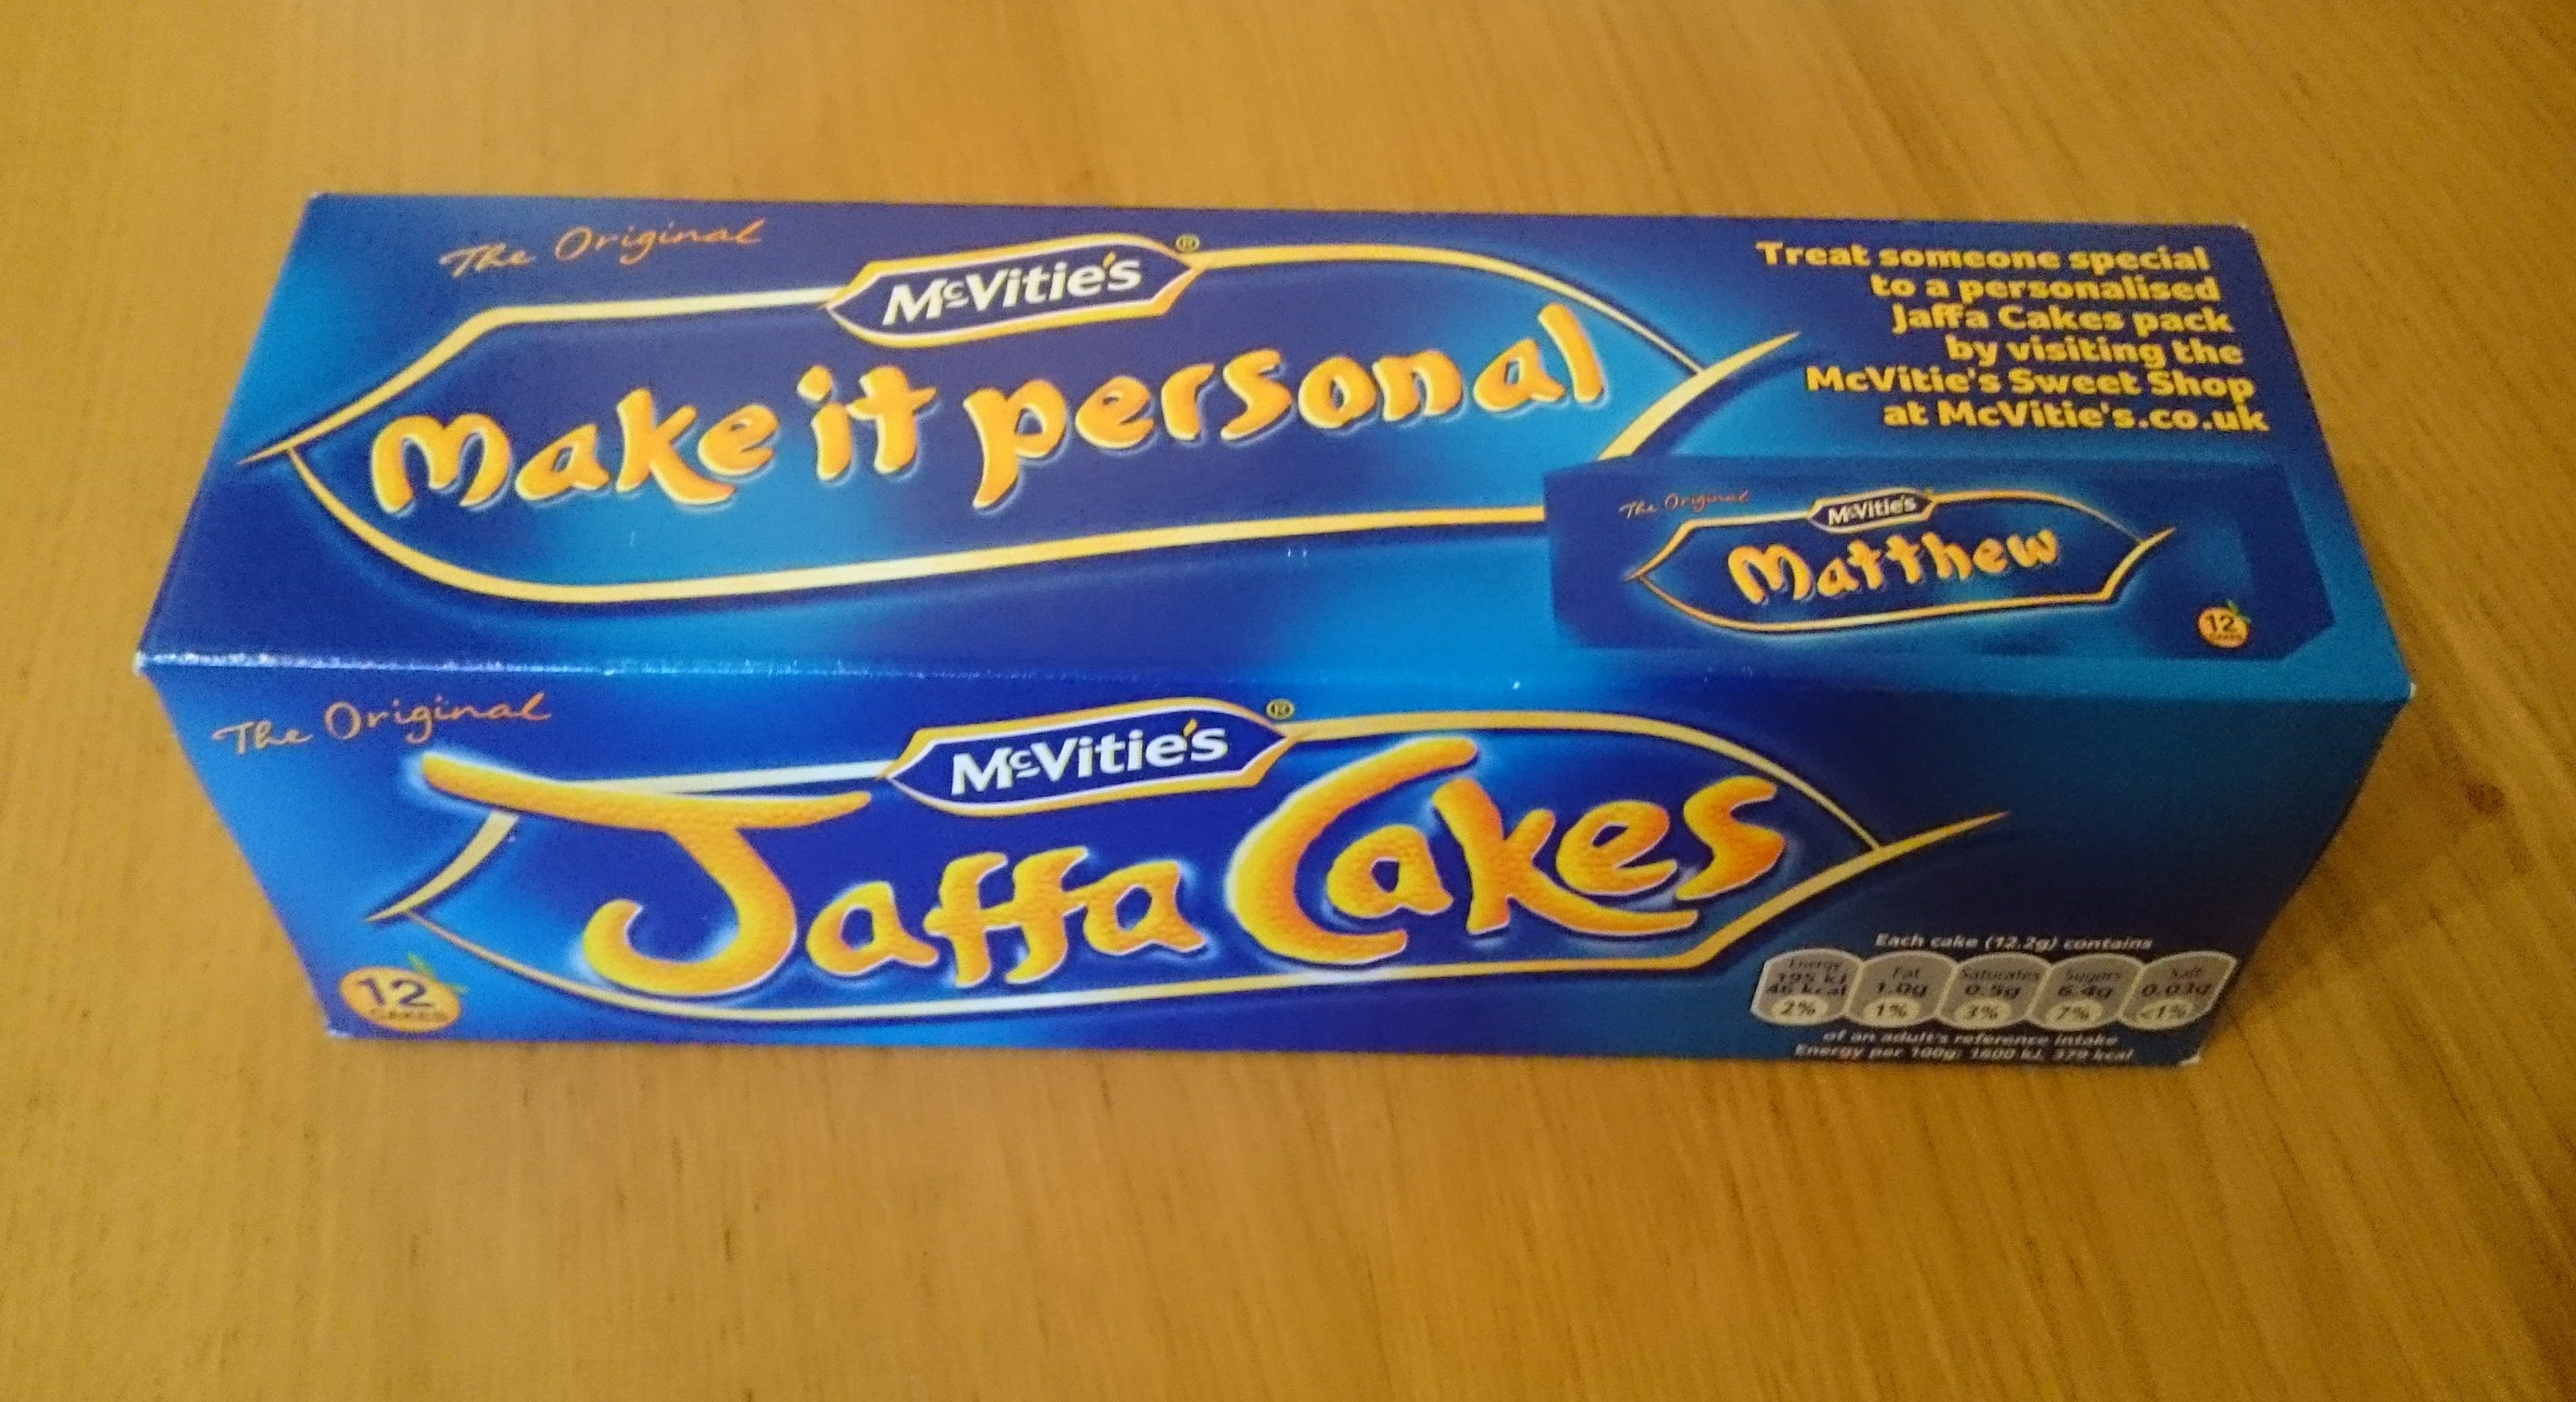 The Original
McVitie's®
Make it personal
Treat someone special
to a personalised
Jaffa Cakes pack
by visiting the
McVitie's Sweet Shop
at McVitie's.co.uk
The Original
McVitie's
Matthew
12
CAKES
The Original
McVitie's®
Jaffa Cakes
12
CAKES
Each cake (12.2g) contains
Energy Fat Saturates Sugars Salt
195 kJ
46 kcal 1.0g 0.5g 6.4g 0.03g
2% 1% 3% 7% <1%
of an adult's reference intake
Energy per 100g: 1600 kJ, 379 kcal